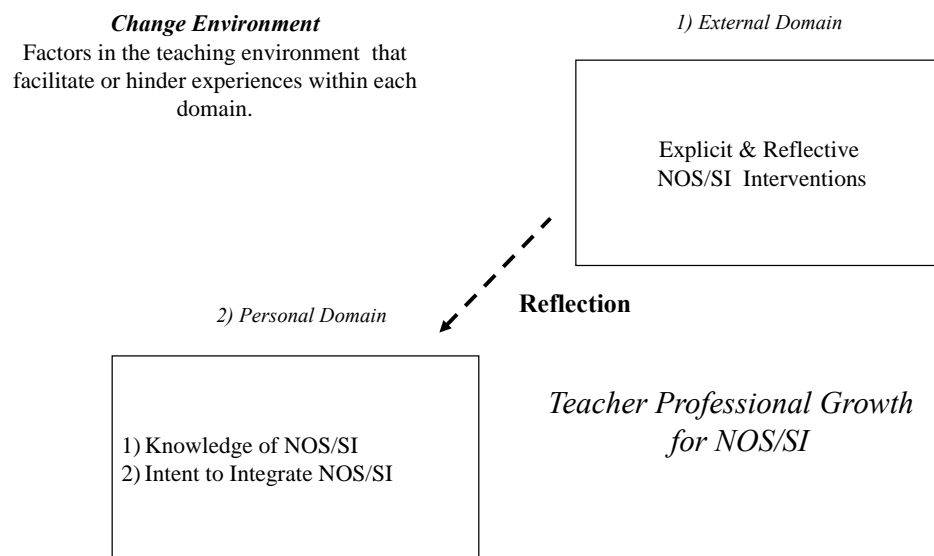 Change Environment
Factors in the teaching environment that
facilitate or hinder experiences within each
domain.
1) External Domain
Explicit & Reflective
NOS/SI Interventions
Reflection
2) Personal Domain
1) Knowledge of NOS/SI
2) Intent to Integrate NOS/SI
Teacher Professional Growth
for NOS/SI